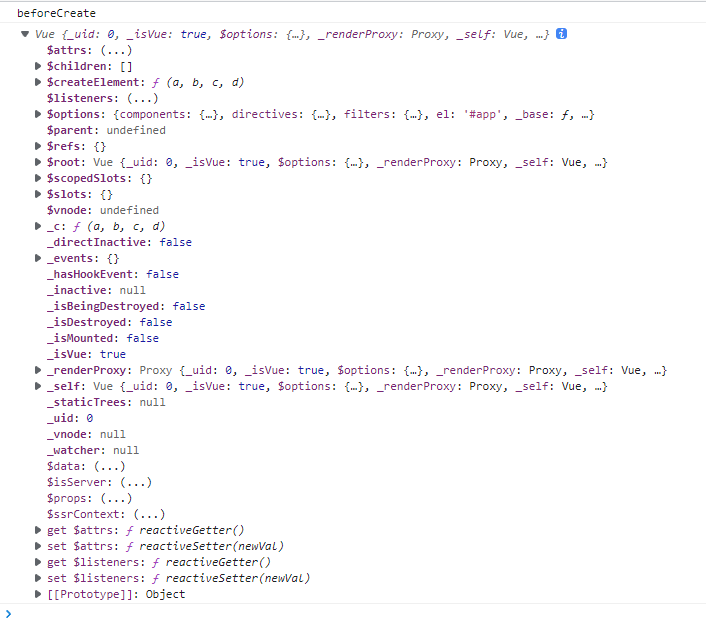 beforeCreate
Vue {_uid: 0, _isVue: true, $options: {…}, _renderProxy: Proxy, _self: Vue, …} i
$attrs: (...)
$children: []
$createElement: ƒ (a, b, c, d)
$listeners: (...)
$options: {components: {…}, directives: {…}, filters: {…}, el: '#app', _base: ƒ, …}
$parent: undefined
$refs: {}
$root: Vue {_uid: 0, _isVue: true, $options: {…}, _renderProxy: Proxy, _self: Vue, …}
$scopedSlots: {}
$slots: {}
$vnode: undefined
_c: ƒ (a, b, c, d)
_directInactive: false
_events: {}
_hasHookEvent: false
_inactive: null
_isBeingDestroyed: false
_isDestroyed: false
_isMounted: false
_isVue: true
_renderProxy: Proxy {_uid: 0, _isVue: true, $options: {…}, _renderProxy: Proxy, _self: Vue, …}
_self: Vue {_uid: 0, _isVue: true, $options: {…}, _renderProxy: Proxy, _self: Vue, …}
_staticTrees: null
_uid: 0
_vnode: null
_watcher: null
$data: (...)
$isServer: (...)
$props: (...)
$ssrContext: (...)
get $attrs: ƒ reactiveGetter()
set $attrs: ƒ reactiveSetter(newVal)
get $listeners: ƒ reactiveGetter()
set $listeners: ƒ reactiveSetter(newVal)
[[Prototype]]: Object